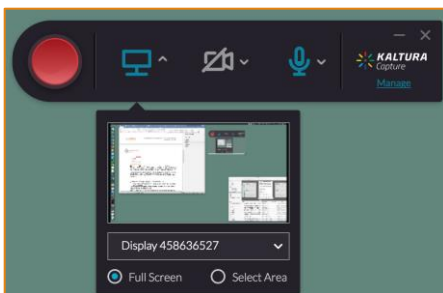 KALTURA
Capture
Manage
Display 458636527
Full Screen
Select Area